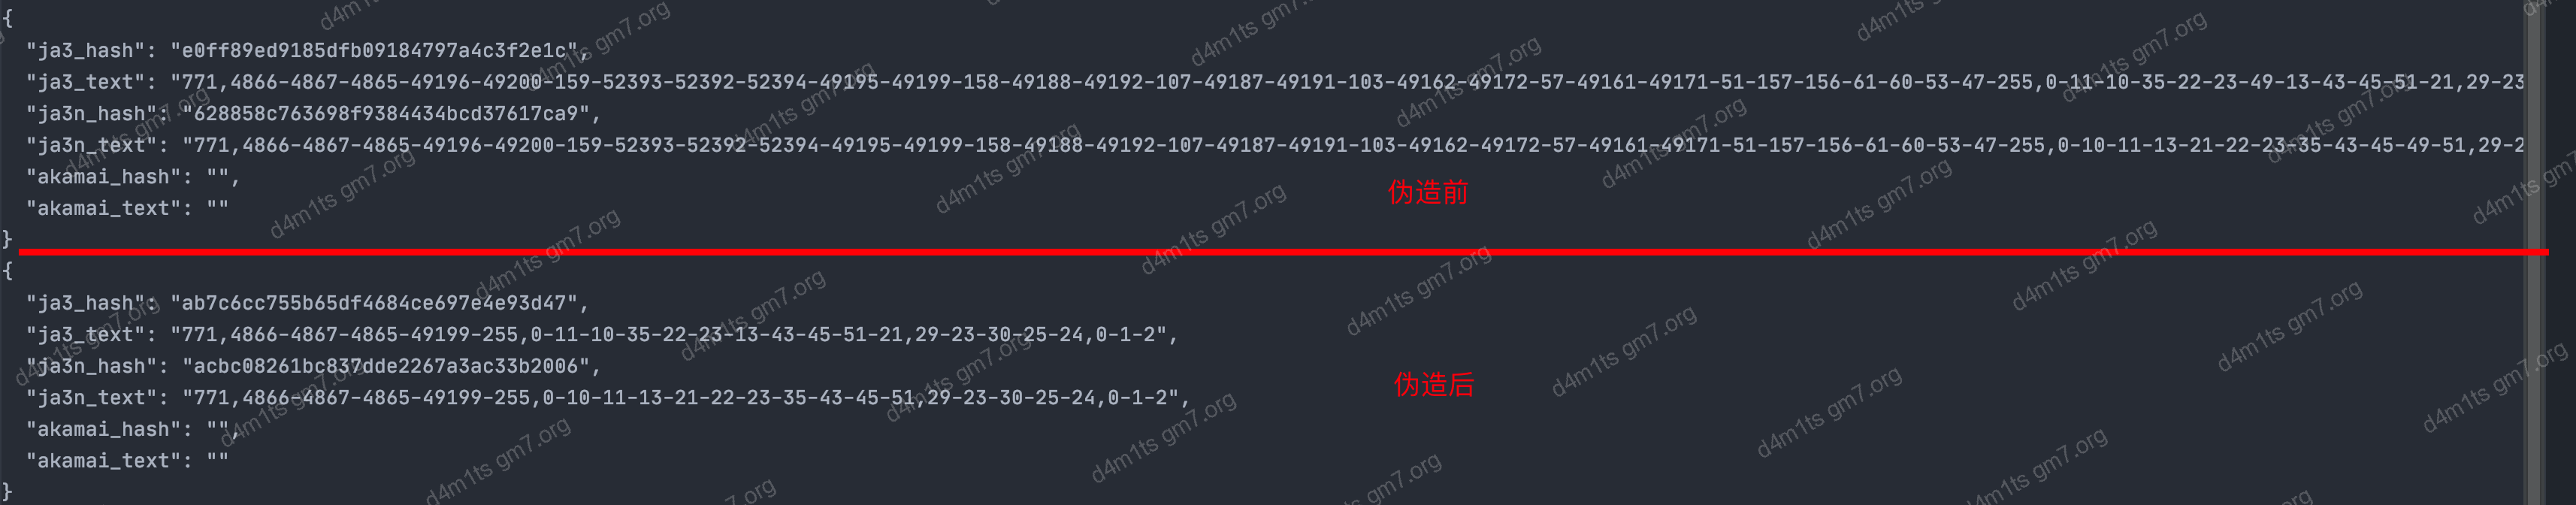 {
"ja3_hash": "e0ff89ed9185dfb09184797a4c3f2e1c",
"ja3_text": "771,4866-4867-4865-49196-49200-159-52393-52392-52394-49195-49199-158-49188-49192-107-49187-49191-103-49162-49172-57-49161-49171-51-157-156-61-60-53-47-255,0-11-10-35-22-23-49-13-43-45-51-21,29-23
"ja3n_hash": "628858c763698f9384434bcd37617ca9",
"ja3n_text": "771,4866-4867-4865-49196-49200-159-52393-52392-52394-49195-49199-158-49188-49192-107-49187-49191-103-49162-49172-57-49161-49171-51-157-156-61-60-53-47-255,0-10-11-13-21-22-23-35-43-45-49-51,29-2
"akamai_hash": "",
伪造前
"akamai_text": ""
}
{
"ja3_hash": "ab7c6cc755b65df4684ce697e4e93d47",
"ja3_text": "771,4866-4867-4865-49199-255,0-11-10-35-22-23-13-43-45-51-21,29-23-30-25-24,0-1-2",
"ja3n_hash": "acbc08261bc837dde2267a3ac33b2006",
伪造后
"ja3n_text": "771,4866-4867-4865-49199-255,0-10-11-13-21-22-23-35-43-45-51,29-23-30-25-24,0-1-2",
"akamai_hash": "",
"akamai_text": ""
}
d4m1ts gm7.org